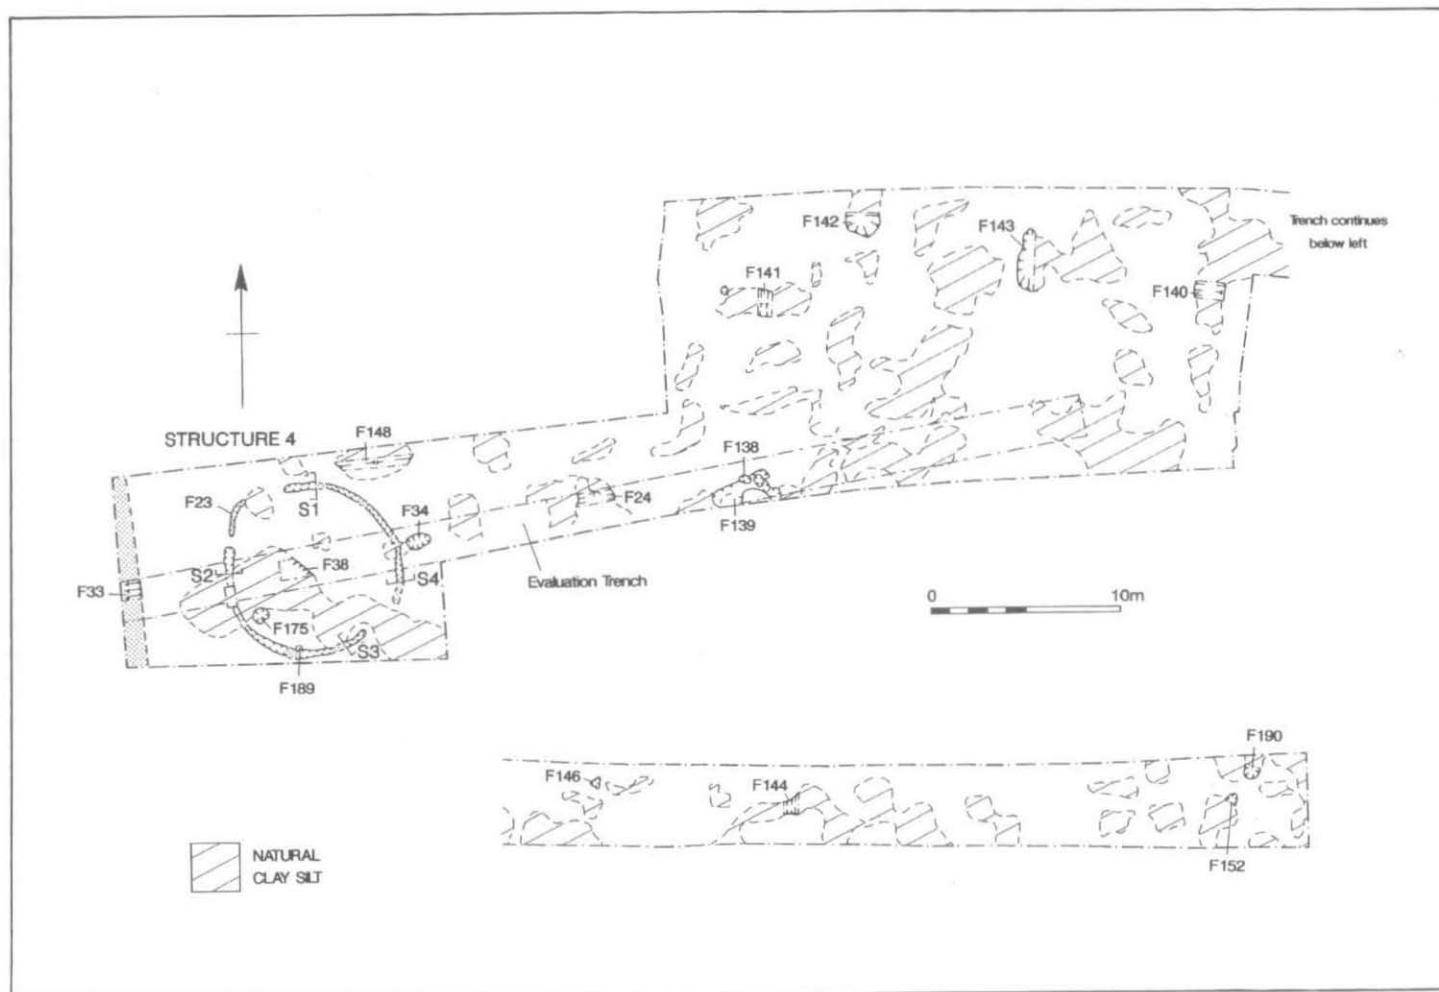 F142
F143
Trench continues
below left
F141
F140
STRUCTURE 4
F148
F138
F23
S1
F34
F24
F139
S2
F38
S4
Evaluation Trench
F33
F175
S3
F189
0 10m
F190
F146
F144
F152
NATURAL
CLAY SILT